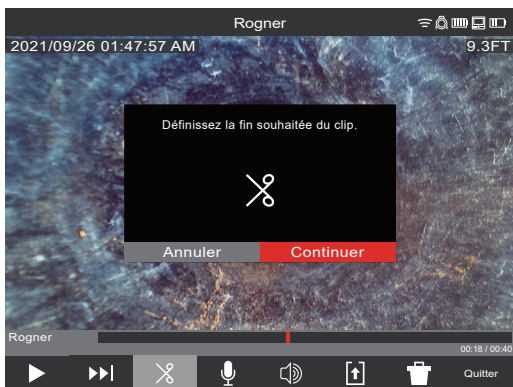 Rogner
2021/09/26 01:47:57 AM
9.3FT
Définissez la fin souhaitée du clip.
Annuler
Continuer
Rogner
00:18 / 00:40
Quitter